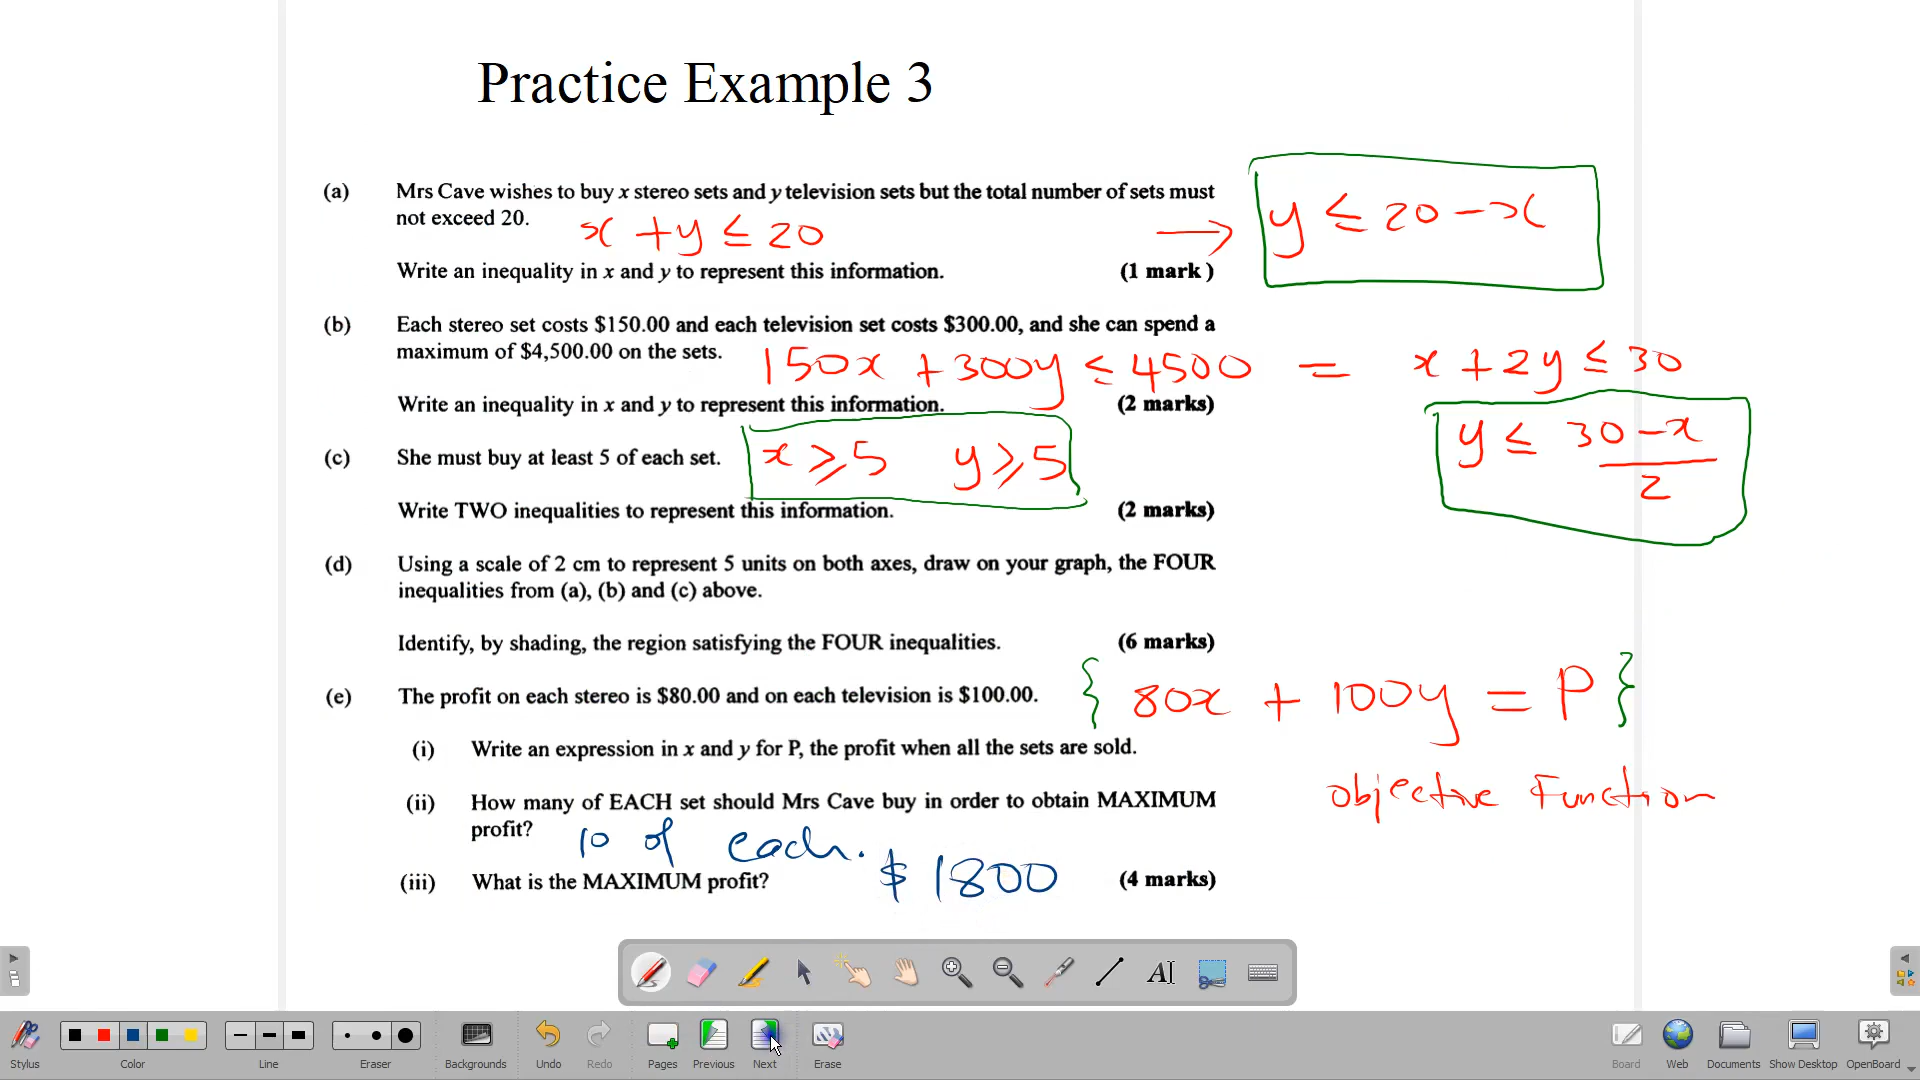 Practice Example 3
(a) Mrs Cave wishes to buy x stereo sets and y television sets but the total number of sets must
not exceed 20.
x + y ≤ 20
→ y ≤ 20 - x
Write an inequality in x and y to represent this information. (1 mark )
(b) Each stereo set costs $150.00 and each television set costs $300.00, and she can spend a
maximum of $4,500.00 on the sets.
150x + 300y ≤ 4500 = x + 2y ≤ 30
Write an inequality in x and y to represent this information. (2 marks)
y ≤ 30 - x
2
(c) She must buy at least 5 of each set. x ⩾ 5 y ⩾ 5
Write TWO inequalities to represent this information. (2 marks)
(d) Using a scale of 2 cm to represent 5 units on both axes, draw on your graph, the FOUR
inequalities from (a), (b) and (c) above.
Identify, by shading, the region satisfying the FOUR inequalities. (6 marks)
(e) The profit on each stereo is $80.00 and on each television is $100.00. { 80x + 100y = P }
(i) Write an expression in x and y for P, the profit when all the sets are sold.
Objective Function
(ii) How many of EACH set should Mrs Cave buy in order to obtain MAXIMUM
profit? 10 of each.
(iii) What is the MAXIMUM profit? $ 1800 (4 marks)
AI
Stylus Color Line Eraser Backgrounds Undo Redo Pages Previous Next Erase Board Web Documents Show Desktop OpenBoard